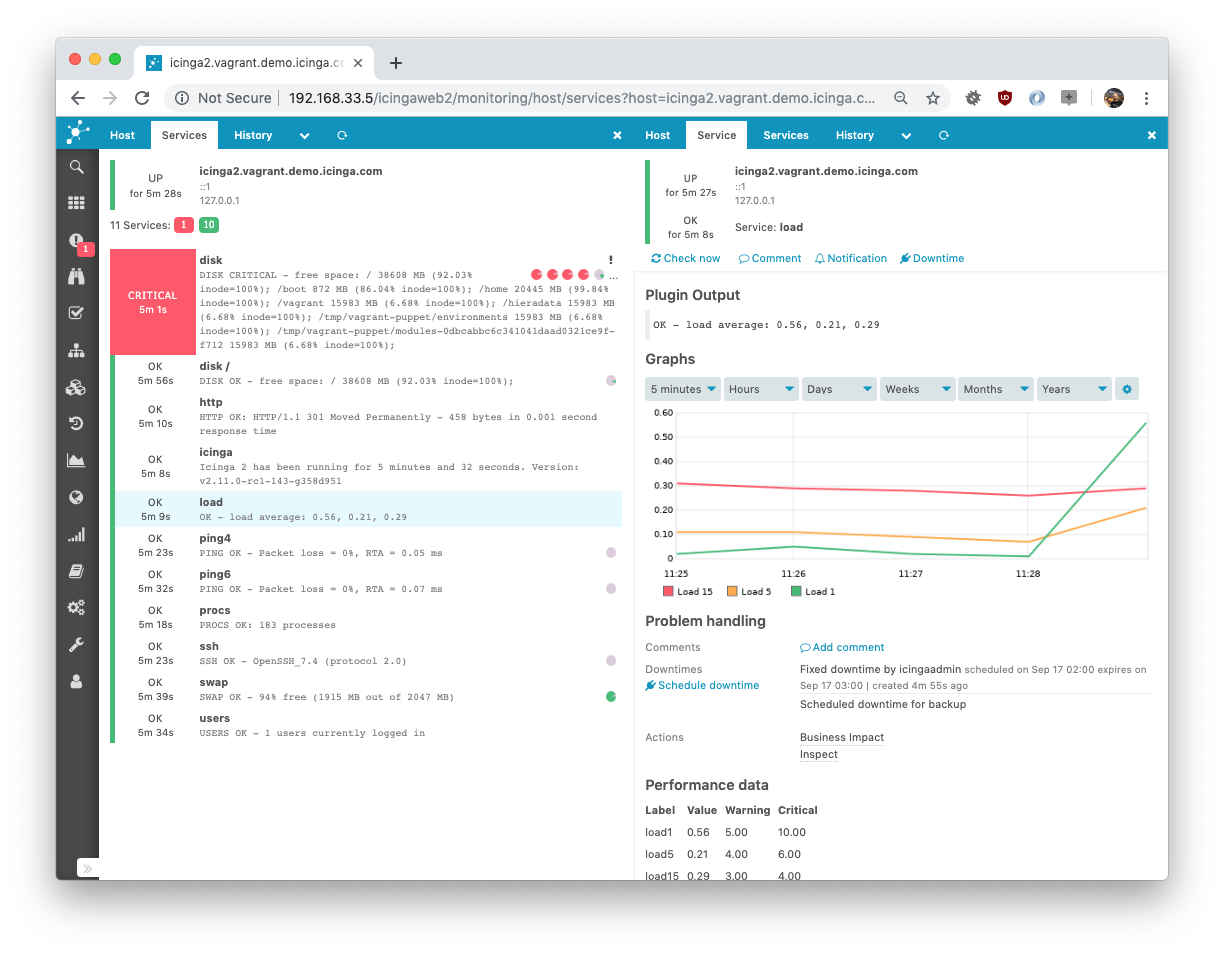 icinga2.vagrant.demo.icinga.co
Not Secure
192.168.33.5/icingaweb2/monitoring/host/services?host=icinga2.vagrant.demo.icinga.c...
Host
Services
History
1
UP
for 5m 28s
icinga2.vagrant.demo.icinga.com
::1
127.0.0.1
11 Services: 1 10
CRITICAL
5m 1s
disk
!
DISK CRITICAL - free space: / 38608 MB (92.03%
...
inode=100%); /boot 872 MB (86.04% inode=100%); /home 20445 MB (99.84%
inode=100%); /vagrant 15983 MB (6.68% inode=100%); /hieradata 15983 MB
(6.68% inode=100%); /tmp/vagrant-puppet/environments 15983 MB (6.68%
inode=100%); /tmp/vagrant-puppet/modules-0dbcabbc6c341041daad0321ce9f-
f712 15983 MB (6.68% inode=100%);
OK
5m 56s
disk /
DISK OK - free space: / 38608 MB (92.03% inode=100%);
OK
5m 10s
http
HTTP OK: HTTP/1.1 301 Moved Permanently - 458 bytes in 0.001 second
response time
OK
5m 8s
icinga
Icinga 2 has been running for 5 minutes and 32 seconds. Version:
v2.11.0-rc1-143-g358d951
OK
5m 9s
load
OK - load average: 0.56, 0.21, 0.29
OK
5m 23s
ping4
PING OK - Packet loss = 0%, RTA = 0.05 ms
OK
5m 32s
ping6
PING OK - Packet loss = 0%, RTA = 0.07 ms
OK
5m 18s
procs
PROCS OK: 183 processes
OK
5m 23s
ssh
SSH OK - OpenSSH_7.4 (protocol 2.0)
OK
5m 39s
swap
SWAP OK - 94% free (1915 MB out of 2047 MB)
OK
5m 34s
users
USERS OK - 1 users currently logged in
Host
Service
Services
History
UP
for 5m 27s
icinga2.vagrant.demo.icinga.com
::1
127.0.0.1
OK
for 5m 8s
Service: load
Check now
Comment
Notification
Downtime
Plugin Output
OK - load average: 0.56, 0.21, 0.29
Graphs
5 minutes
Hours
Days
Weeks
Months
Years
0.60
0.50
0.40
0.30
0.20
0.10
0
11:25
11:26
11:27
11:28
Load 15
Load 5
Load 1
Problem handling
Comments
Add comment
Downtimes
Schedule downtime
Fixed downtime by icingaadmin scheduled on Sep 17 02:00 expires on
Sep 17 03:00 | created 4m 55s ago
Scheduled downtime for backup
Actions
Business Impact
Inspect
Performance data
Label Value Warning Critical
load1 0.56 5.00 10.00
load5 0.21 4.00 6.00
load15 0.29 3.00 4.00